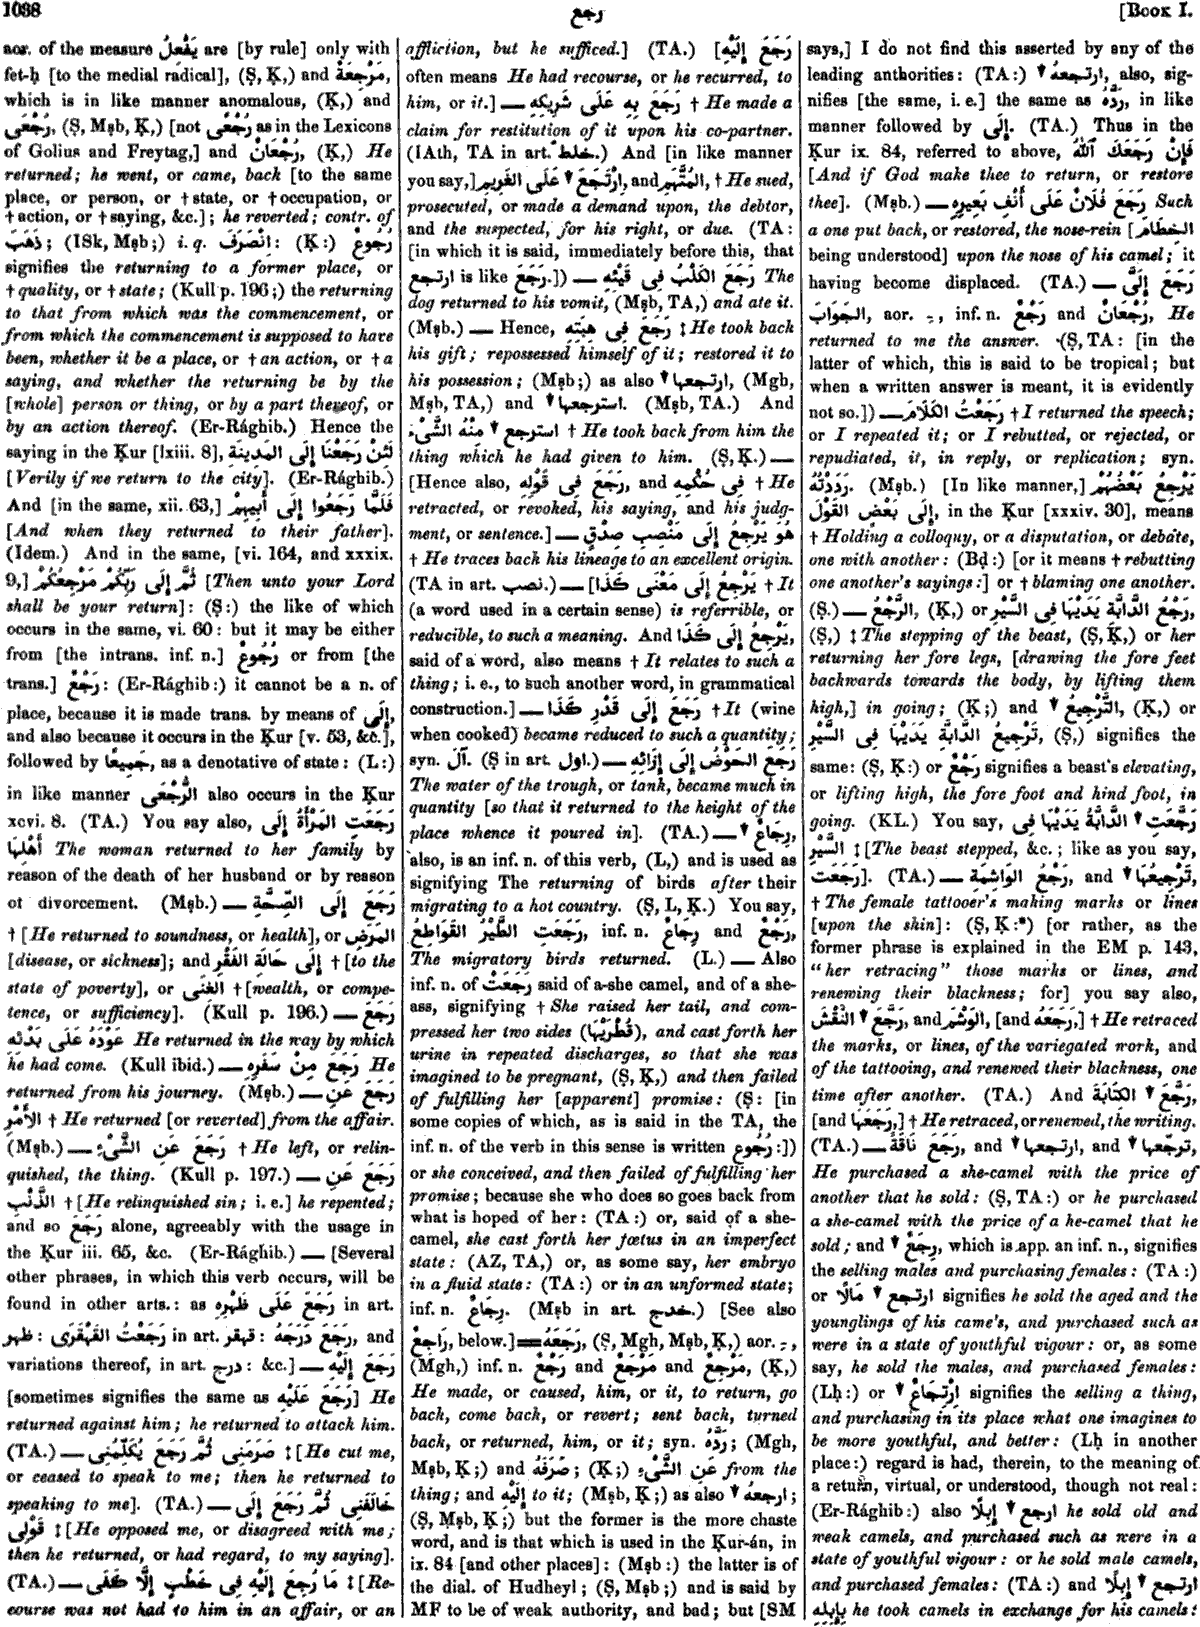 1038
رجع
[Book I.
aor. of the measure يَفْعِلُ are [by rule] only with
fet-ḥ [to the medial radical], (Ṣ, Ḳ,) and مَرْجِعَةٌ,
which is in like manner anomalous, (Ḳ,) and
رُجْعَى, (Ṣ, Mṣb, Ḳ,) [not رُجْعًى as in the Lexicons
of Golius and Freytag,] and رُجْعَانٌ, (Ḳ,) He
returned; he went, or came, back [to the same
place, or person, or † state, or † occupation, or
† action, or † saying, &c.]; he reverted; contr. of
ذَهَبَ; (ISk, Mṣb;) i. q. اِنْصَرَفَ: (Ḳ:) رُجُوعٌ
signifies the returning to a former place, or
† quality, or † state; (Kull p. 196;) the returning
to that from which was the commencement, or
from which the commencement is supposed to have
been, whether it be a place, or † an action, or † a
saying, and whether the returning be by the
[whole] person or thing, or by a part thereof, or
by an action thereof. (Er-Rághib.) Hence the
saying in the Ḳur [lxiii. 8], لَئِنْ رَجَعْنَا إِلَى المَدِينَةِ
[Verily if we return to the city]. (Er-Rághib.)
And [in the same, xii. 63,] فَلَمَّا رَجَعُوا إِلَى أَبِيهِمْ
[And when they returned to their father].
(Idem.) And in the same, [vi. 164, and xxxix.
9,] ثُمَّ إِلَى رَبِّكُمْ مَرْجِعُكُمْ [Then unto your Lord
shall be your return]: (Ṣ:) the like of which
occurs in the same, vi. 60: but it may be either
from [the intrans. inf. n.] رُجُوعٌ or from [the
trans.] رَجْعٌ: (Er-Rághib:) it cannot be a n. of
place, because it is made trans. by means of إِلَى,
and also because it occurs in the Ḳur [v. 53, &c.],
followed by جَمِيعًا, as a denotative of state: (L:)
in like manner الرُّجْعَى also occurs in the Ḳur
xcvi. 8. (TA.) You say also, رَجَعَتِ المَرْأَةُ إِلَى
أَهْلِهَا The woman returned to her family by
reason of the death of her husband or by reason
of divorcement. (Mṣb.) — رَجَعَ إِلَى الصِّحَّةِ
† [He returned to soundness, or health], or المَرَضِ
[disease, or sickness]; and إِلَى حَالَةِ الفَقْرِ † [to the
state of poverty], or الغِنَى † [wealth, or compe-
tence, or sufficiency]. (Kull p. 196.) — رَجَعَ
عَوْدَهُ عَلَى بَدْئِهِ He returned in the way by which
he had come. (Kull ibid.) — رَجَعَ مِنْ سَفَرِهِ He
returned from his journey. (Mṣb.) — رَجَعَ عَنِ
الأَمْرِ † He returned [or reverted] from the affair.
(Mṣb.) — رَجَعَ عَنِ الشَّىْءِ † He left, or relin-
quished, the thing. (Kull p. 197.) — رَجَعَ عَنِ
الذَّنْبِ † [He relinquished sin; i. e.] he repented;
and so رَجَعَ alone, agreeably with the usage in
the Ḳur iii. 65, &c. (Er-Rághib.) — [Several
other phrases, in which this verb occurs, will be
found in other arts.: as رَجَعَ عَلَى ظَهْرِهِ in art.
ظهر: رَجَعْتُ القَهْقَرَى in art. قهقر: رَجَعَ دَرَجَهُ, and
variations thereof, in art. درج: &c.] — رَجَعَ إِلَيْهِ
[sometimes signifies the same as رَجَعَ عَلَيْهِ] He
returned against him; he returned to attack him.
(TA.) — صَرَمَنِى ثُمَّ رَجَعَ يُكَلِّمُنِى ‡ [He cut me,
or ceased to speak to me; then he returned to
speaking to me]. (TA.) — خَالَفَنِى ثُمَّ رَجَعَ إِلَى
قَوْلِى ‡ [He opposed me, or disagreed with me;
then he returned, or had regard, to my saying].
(TA.) — مَا رُجِعَ إِلَيْهِ فِى خَطْبٍ إِلَّا كَفَى ‡ [Re-
course was not had to him in an affair, or an
affliction, but he sufficed.] (TA.) [رَجَعَ إِلَيْهِ
often means He had recourse, or he recurred, to
him, or it.] — رَجَعَ بِهِ عَلَى شَرِيكِهِ † He made a
claim for restitution of it upon his co-partner.
(IAth, TA in art. خلط.) And [in like manner
you say,] اِرْتَجَعَ عَلَى الغَرِيمِ, and المُتَّهَمِ, † He sued,
prosecuted, or made a demand upon, the debtor,
and the suspected, for his right, or due. (TA:
[in which it is said, immediately before this, that
ارتجع is like رَجَعَ.]) — رَجَعَ الكَلْبُ فِى قَيْئِهِ The
dog returned to his vomit, (Mṣb, TA,) and ate it.
(Mṣb.) — Hence, رَجَعَ فِى هِبَتِهِ ‡ He took back
his gift; repossessed himself of it; restored it to
his possession; (Mṣb;) as also ▼ ارتجعها, (Mgh,
Mṣb, TA,) and ▼ استرجعها. (Mṣb, TA.) And
استرجع ▼ مِنْهُ الشَّىْءَ † He took back from him the
thing which he had given to him. (Ṣ, Ḳ.) —
[Hence also, رَجَعَ فِى قَوْلِهِ, and فِى حُكْمِهِ † He
retracted, or revoked, his saying, and his judg-
ment, or sentence.] — هُوَ يَرْجِعُ إِلَى مَنْصِبِ صِدْقٍ
† He traces back his lineage to an excellent origin.
(TA in art. نصب.) — [يَرْجِعُ إِلَى مَعْنَى كَذَا † It
(a word used in a certain sense) is referrible, or
reducible, to such a meaning. And يَرْجِعُ إِلَى كَذَا,
said of a word, also means † It relates to such a
thing; i. e., to such another word, in grammatical
construction.] — رَجَعَ إِلَى قَدْرِ كَذَا † It (wine
when cooked) became reduced to such a quantity;
syn. آلَ. (Ṣ in art. اول.) — رَجَعَ الحَوْضُ إِلَى إِزَائِهِ
The water of the trough, or tank, became much in
quantity [so that it returned to the height of the
place whence it poured in]. (TA.) — ▼ رِجَاعٌ,
also, is an inf. n. of this verb, (L,) and is used as
signifying The returning of birds after their
migrating to a hot country. (Ṣ, L, Ḳ.) You say,
رَجَعَتِ الطَّيْرُ القَوَاطِعُ, inf. n. رِجَاعٌ and رَجْعٌ,
The migratory birds returned. (L.) — Also
inf. n. of رَجَعَتْ said of a she camel, and of a she-
ass, signifying † She raised her tail, and com-
pressed her two sides (قُطْرَيْهَا), and cast forth her
urine in repeated discharges, so that she was
imagined to be pregnant, (Ṣ, Ḳ,) and then failed
of fulfilling her [apparent] promise: (Ṣ: [in
some copies of which, as is said in the TA, the
inf. n. of the verb in this sense is written رُجُوع:])
or she conceived, and then failed of fulfilling her
promise; because she who does so goes back from
what is hoped of her: (TA:) or, said of a she-
camel, she cast forth her fœtus in an imperfect
state: (AZ, TA,) or, as some say, her embryo
in a fluid state: (TA:) or in an unformed state;
inf. n. رِجَاعٌ. (Mṣb in art. خدج.) [See also
رَاجِعٌ, below.] = رَجَعَهُ, (Ṣ, Mgh, Mṣb, Ḳ,) aor. ـِ,
(Mgh,) inf. n. رَجْعٌ and مَرْجَعٌ and مَرْجِعٌ, (Ḳ,)
He made, or caused, him, or it, to return, go
back, come back, or revert; sent back, turned
back, or returned, him, or it; syn. رَدَّهُ; (Mgh,
Mṣb, Ḳ;) and صَرَفَهُ; (Ḳ;) عَنِ الشَّىْءِ from the
thing; and إِلَيْهِ to it; (Mṣb, Ḳ;) as also ▼ ارجعهُ;
(Ṣ, Mṣb, Ḳ;) but the former is the more chaste
word, and is that which is used in the Ḳur-án, in
ix. 84 [and other places]: (Mṣb:) the latter is of
the dial. of Hudheyl; (Ṣ, Mṣb;) and is said by
MF to be of weak authority, and bad; but [SM
says,] I do not find this asserted by any of the
leading authorities: (TA:) ▼ ارتجعهُ, also, sig-
nifies [the same, i. e.] the same as رَدَّهُ, in like
manner followed by إِلَى. (TA.) Thus in the
Ḳur ix. 84, referred to above, فَإِنْ رَجَعَكَ ٱللّٰهُ
[And if God make thee to return, or restore
thee]. (Mṣb.) — رَجَعَ فُلَانٌ عَلَى أَنْفِ بَعِيرِهِ Such
a one put back, or restored, the nose-rein [الخِطَامَ
being understood] upon the nose of his camel; it
having become displaced. (TA.) — رَجَعَ إِلَىَّ
الجَوَابَ, aor. ـِ, inf. n. رَجْعٌ and رُجْعَانٌ, He
returned to me the answer. (Ṣ, TA: [in the
latter of which, this is said to be tropical; but
when a written answer is meant, it is evidently
not so.]) — رَجَعْتُ الكَلَامَ † I returned the speech;
or I repeated it; or I rebutted, or rejected, or
repudiated, it, in reply, or replication; syn.
رَدَدْتُهُ. (Mṣb.) [In like manner,] يَرْجِعُ بَعْضُهُمْ
إِلَى بَعْضٍ القَوْلَ, in the Ḳur [xxxiv. 30], means
† Holding a colloquy, or a disputation, or debate,
one with another: (Bḍ:) [or it means † rebutting
one another's sayings:] or † blaming one another.
(Ṣ.) — الرَّجْعُ, (Ḳ,) or رَجْعُ الدَّابَّةِ يَدَيْهَا فِى السَّيْرِ,
(Ṣ,) ‡ The stepping of the beast, (Ṣ, Ḳ,) or her
returning her fore legs, [drawing the fore feet
backwards towards the body, by lifting them
high,] in going; (Ḳ;) and ▼ التَّرْجِيعُ, (Ḳ,) or
تَرْجِيعُ الدَّابَّةِ يَدَيْهَا فِى السَّيْرِ, (Ṣ,) signifies the
same: (Ṣ, Ḳ:) or رَجْعٌ signifies a beast's elevating,
or lifting high, the fore foot and hind foot, in
going. (KL.) You say, رَجَّعَتِ ▼ الدَّابَّةُ يَدَيْهَا فِى
السَّيْرِ ‡ [The beast stepped, &c.; like as you say,
رَجَعَتْ]. (TA.) — رَجْعُ الوَاشِمَةِ, and ▼ تَرْجِيعُهَا,
† The female tattooer's making marks or lines
[upon the skin]: (Ṣ, Ḳ:*) [or rather, as the
former phrase is explained in the EM p. 143,
“her retracing” those marks or lines, and
renewing their blackness; for] you say also,
رَجَّعَ ▼ النَّقْشَ, and الوَشْمَ, [and رَجَعَهُ,] † He retraced
the marks, or lines, of the variegated work, and
of the tattooing, and renewed their blackness, one
time after another. (TA.) And رَجَّعَ ▼ الكِتَابَةَ,
[and رَجَعَهَا,] † He retraced, or renewed, the writing.
(TA.) — رَجَعَ نَاقَةً, and ▼ ارتجعها, and ▼ ترجّعها,
He purchased a she-camel with the price of
another that he sold: (Ṣ, TA:) or he purchased
a she-camel with the price of a he-camel that he
sold; and ▼ رِجَعٌ, which is app. an inf. n., signifies
the selling males and purchasing females: (TA:)
or ارتجع ▼ مَالًا signifies he sold the aged and the
younglings of his came's, and purchased such as
were in a state of youthful vigour: or, as some
say, he sold the males, and purchased females:
(Lḥ:) or ▼ اِرْتِجَاعٌ signifies the selling a thing,
and purchasing in its place what one imagines to
be more youthful, and better: (Lḥ in another
place:) regard is had, therein, to the meaning of
a return, virtual, or understood, though not real:
(Er-Rághib:) also ارجع ▼ إِبِلًا he sold old and
weak camels, and purchased such as were in a
state of youthful vigour: or he sold male camels,
and purchased females: (TA:) and ارتجع ▼ إِبِلًا
بِإِبِلِهِ he took camels in exchange for his camels: